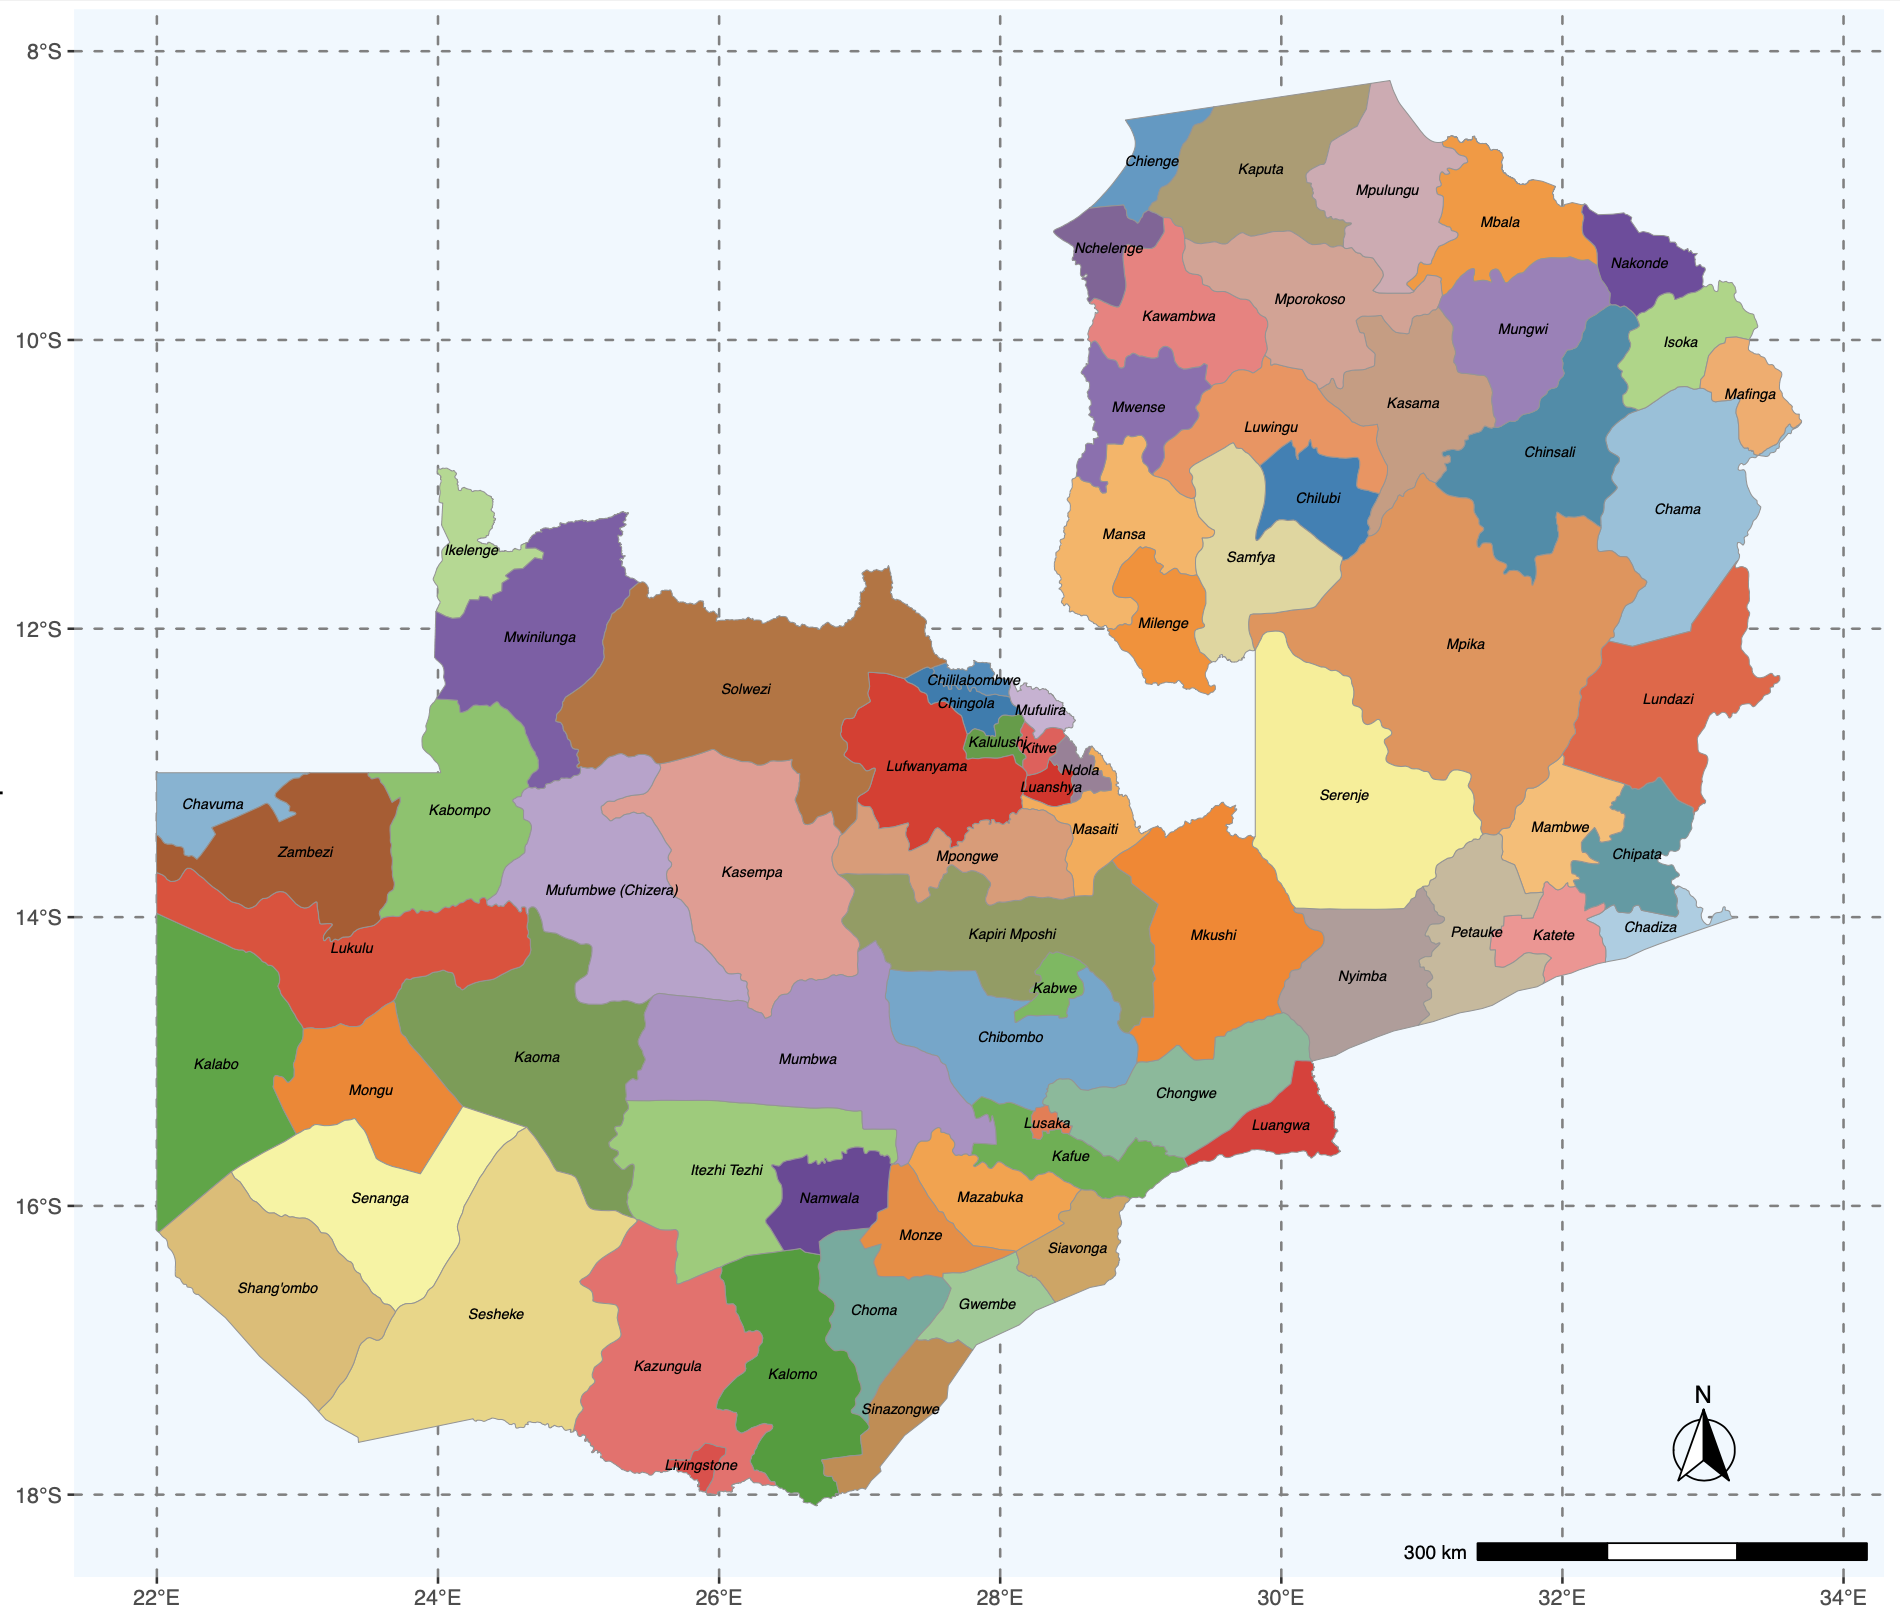 8°S
10°S
12°S
14°S
16°S
18°S
Chienge
Kaputa
Mpulungu
Mbala
Nchelenge
Nakonde
Mporokoso
Kawambwa
Mungwi
Isoka
Mafinga
Mwense
Kasama
Luwingu
Chinsali
Chilubi
Chama
Mansa
Ikelenge
Samfya
Milenge
Mwinilunga
Mpika
Chililabombwe
Solwezi
Chingola
Lundazi
Mufulira
Kalulushi
Kitwe
Lufwanyama
Ndola
Luanshya
Serenje
Chavuma
Kabompo
Masaiti
Mambwe
Zambezi
Mpongwe
Chipata
Kasempa
Mufumbwe (Chizera)
Chadiza
Kapiri Mposhi
Mkushi
Petauke
Katete
Lukulu
Nyimba
Kabwe
Chibombo
Kaoma
Mumbwa
Kalabo
Mongu
Chongwe
Lusaka
Luangwa
Kafue
Itezhi Tezhi
Senanga
Namwala
Mazabuka
Monze
Siavonga
Shang'ombo
Gwembe
Sesheke
Choma
Kazungula
Kalomo
Sinazongwe
Livingstone
N
300 km
22°E
24°E
26°E
28°E
30°E
32°E
34°E